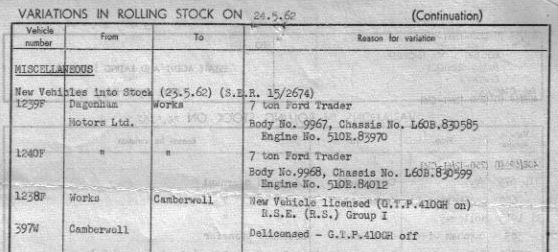 VARIATIONS IN ROLLING STOCK ON 24.5.62 (Continuation)
Vehicle number From To Reason for variation
MISCELLANEOUS
New Vehicles into Stock (23.5.62) (S.E.R. 15/2674)
1239F Dagenham Works 7 ton Ford Trader
Motors Ltd. Body No. 9967, Chassis No. L60B.830585
Engine No. 510E.83970
1240F " " 7 ton Ford Trader
Body No.9968, Chassis No. L60B.830599
Engine No. 510E.84012
1238F Works Camberwell New Vehicle licensed (G.T.P.410GH on)
R.S.E. (R.S.) Group I
397W Camberwell Delicensed - G.T.P.410GH off